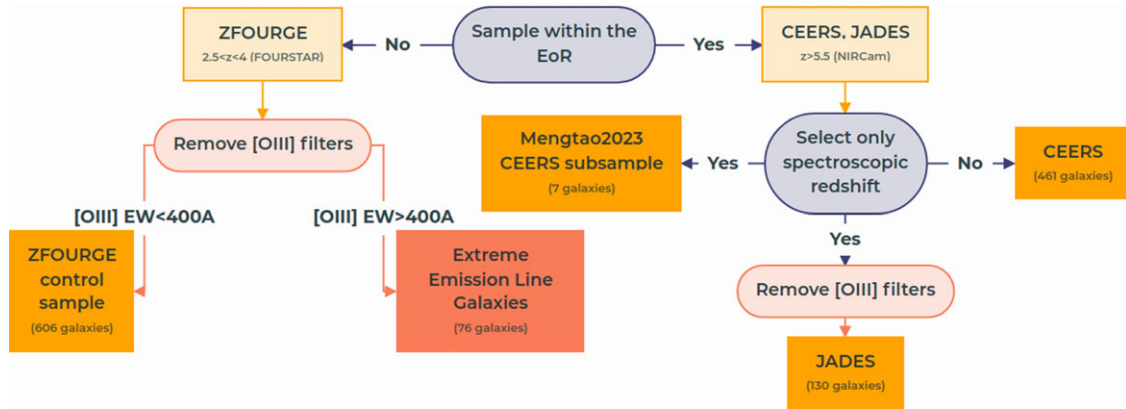 ZFOURGE
2.5<z<4 (FOURSTAR)
No
Sample within the
EoR
Yes
CEERS, JADES
z>5.5 (NIRCam)
Remove [OIII] filters
Mengtao2023
CEERS subsample
(7 galaxies)
Yes
Select only
spectroscopic
redshift
No
CEERS
(461 galaxies)
[OIII] EW<400A
[OIII] EW>400A
Yes
ZFOURGE
control
sample
(606 galaxies)
Extreme
Emission Line
Galaxies
(76 galaxies)
Remove [OIII] filters
JADES
(130 galaxies)